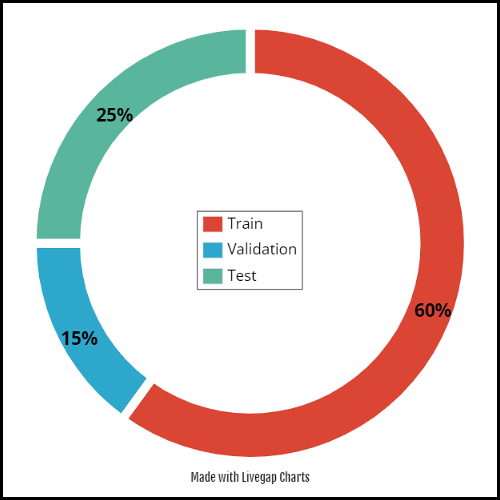 25%
Train
Validation
Test
60%
15%
Made with Livegap Charts